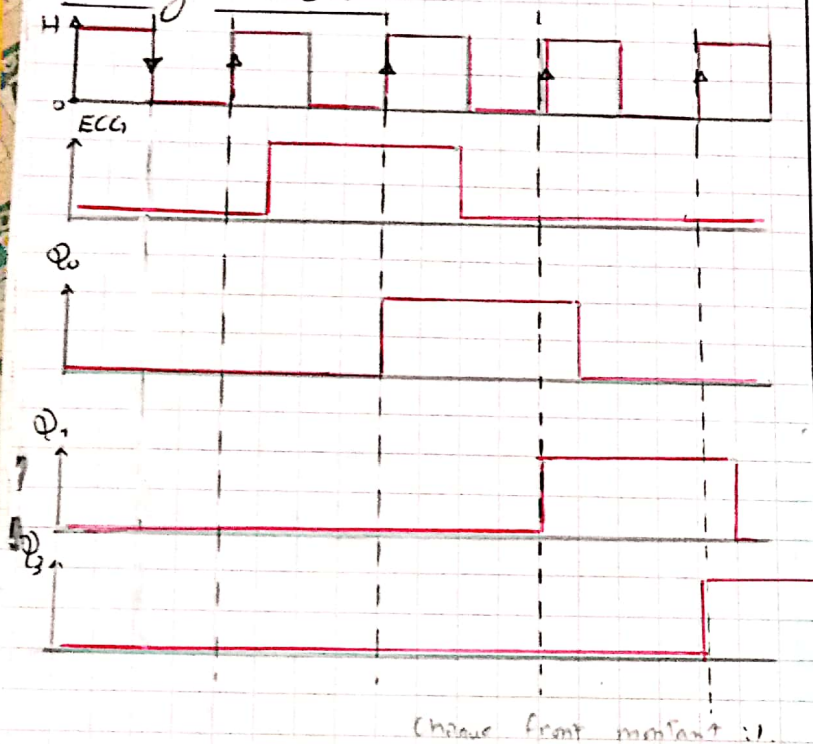 H
0
ECG
Q₀
Q₁
Q₃
Chaque front montant :).